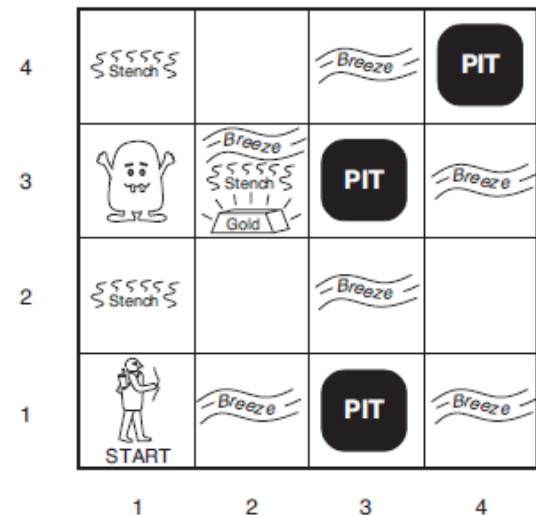 4 Stench Breeze PIT
Breeze
3 Stench PIT Breeze
Gold
2 Stench Breeze
1 Breeze PIT Breeze
START
1 2 3 4